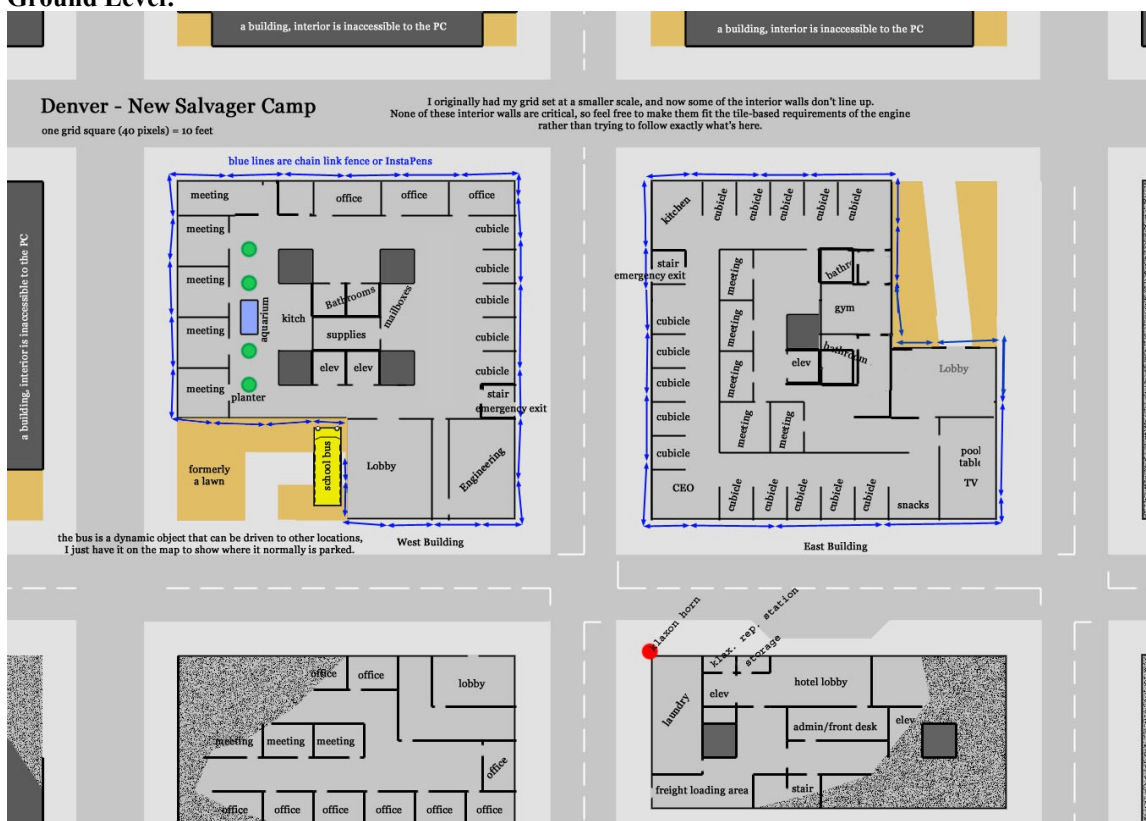 Ground Level:
a building, interior is inaccessible to the PC
a building, interior is inaccessible to the PC
Denver - New Salvager Camp
one grid square (40 pixels) = 10 feet
I originally had my grid set at a smaller scale, and now some of the interior walls don't line up.
None of these interior walls are critical, so feel free to make them fit the tile-based requirements of the engine
rather than trying to follow exactly what's here.
blue lines are chain link fence or InstaPens
a building, interior is inaccessible to the PC
meeting
office
office
office
meeting
cubicle
meeting
cubicle
Bathrooms
mailboxes
aquarium
kitch
cubicle
meeting
supplies
cubicle
elev
elev
cubicle
meeting
planter
stair
emergency exit
formerly
a lawn
school bus
Lobby
Engineering
the bus is a dynamic object that can be driven to other locations,
I just have it on the map to show where it normally is parked.
West Building
kitchen
cubicle
cubicle
cubicle
cubicle
cubicle
stair
emergency exit
meeting
bathr
cubicle
meeting
gym
cubicle
elev
bathroom
Lobby
cubicle
meeting
cubicle
meeting
meeting
cubicle
pool
table
TV
CEO
cubicle
cubicle
cubicle
cubicle
cubicle
snacks
East Building
klaxon horn
klax. rep. station
storage
office
office
lobby
meeting
meeting
meeting
office
office
office
office
office
office
office
laundry
elev
hotel lobby
admin/front desk
elev
freight loading area
stair